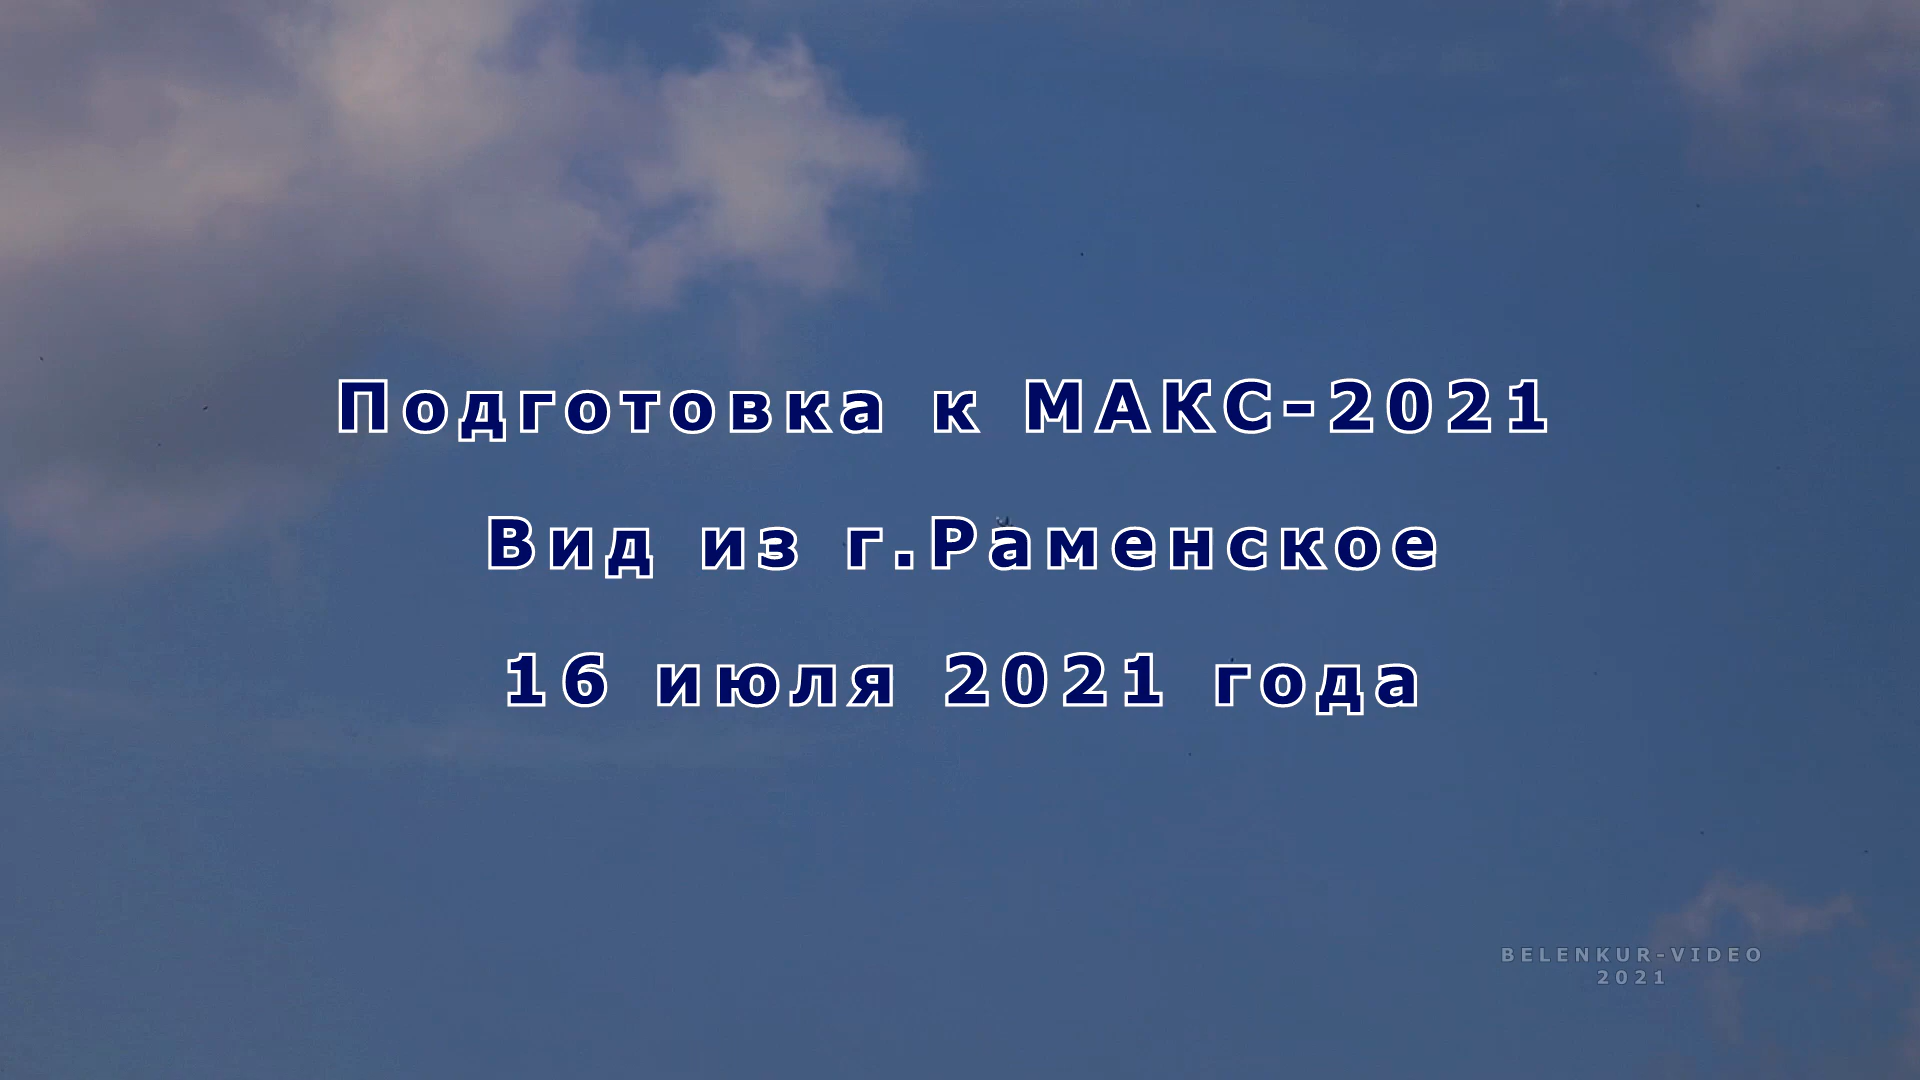 Подготовка к МАКС-2021
Вид из г.Раменское
16 июля 2021 года
BELENKUR-VIDEO
2021